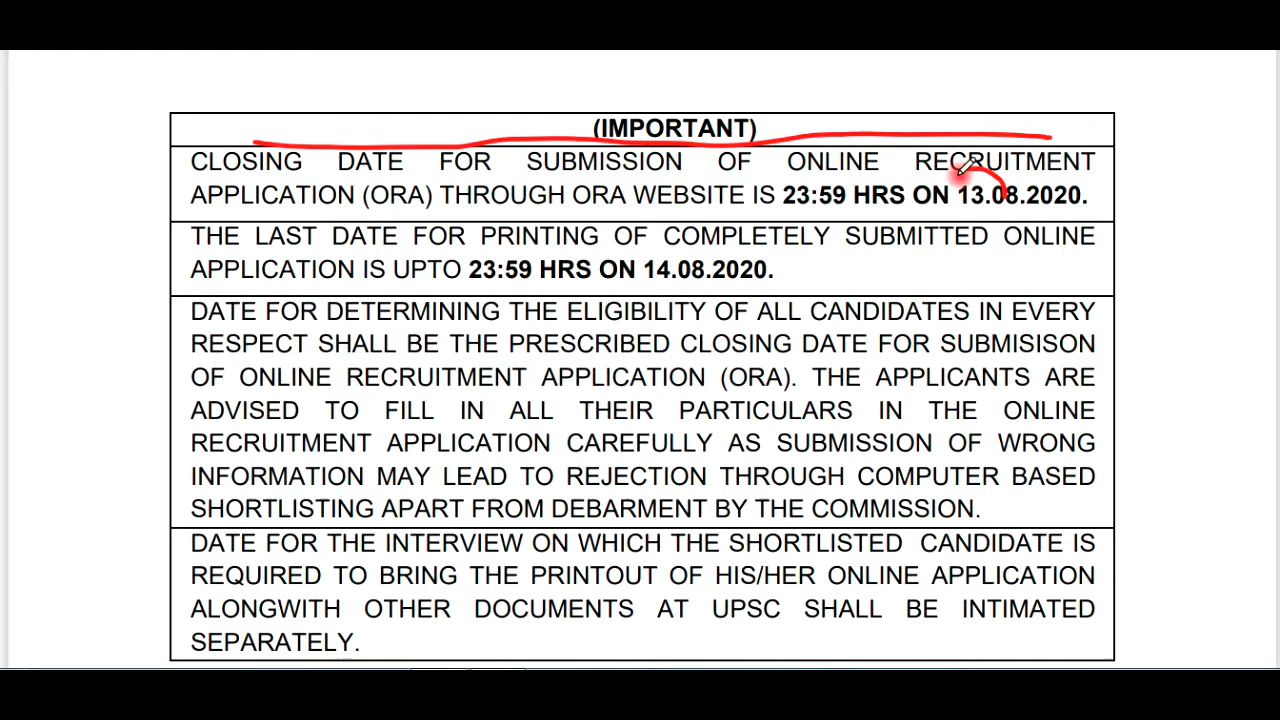 (IMPORTANT)
CLOSING DATE FOR SUBMISSION OF ONLINE RECRUITMENT
APPLICATION (ORA) THROUGH ORA WEBSITE IS 23:59 HRS ON 13.08.2020.
THE LAST DATE FOR PRINTING OF COMPLETELY SUBMITTED ONLINE
APPLICATION IS UPTO 23:59 HRS ON 14.08.2020.
DATE FOR DETERMINING THE ELIGIBILITY OF ALL CANDIDATES IN EVERY
RESPECT SHALL BE THE PRESCRIBED CLOSING DATE FOR SUBMISISON
OF ONLINE RECRUITMENT APPLICATION (ORA). THE APPLICANTS ARE
ADVISED TO FILL IN ALL THEIR PARTICULARS IN THE ONLINE
RECRUITMENT APPLICATION CAREFULLY AS SUBMISSION OF WRONG
INFORMATION MAY LEAD TO REJECTION THROUGH COMPUTER BASED
SHORTLISTING APART FROM DEBARMENT BY THE COMMISSION.
DATE FOR THE INTERVIEW ON WHICH THE SHORTLISTED CANDIDATE IS
REQUIRED TO BRING THE PRINTOUT OF HIS/HER ONLINE APPLICATION
ALONGWITH OTHER DOCUMENTS AT UPSC SHALL BE INTIMATED
SEPARATELY.